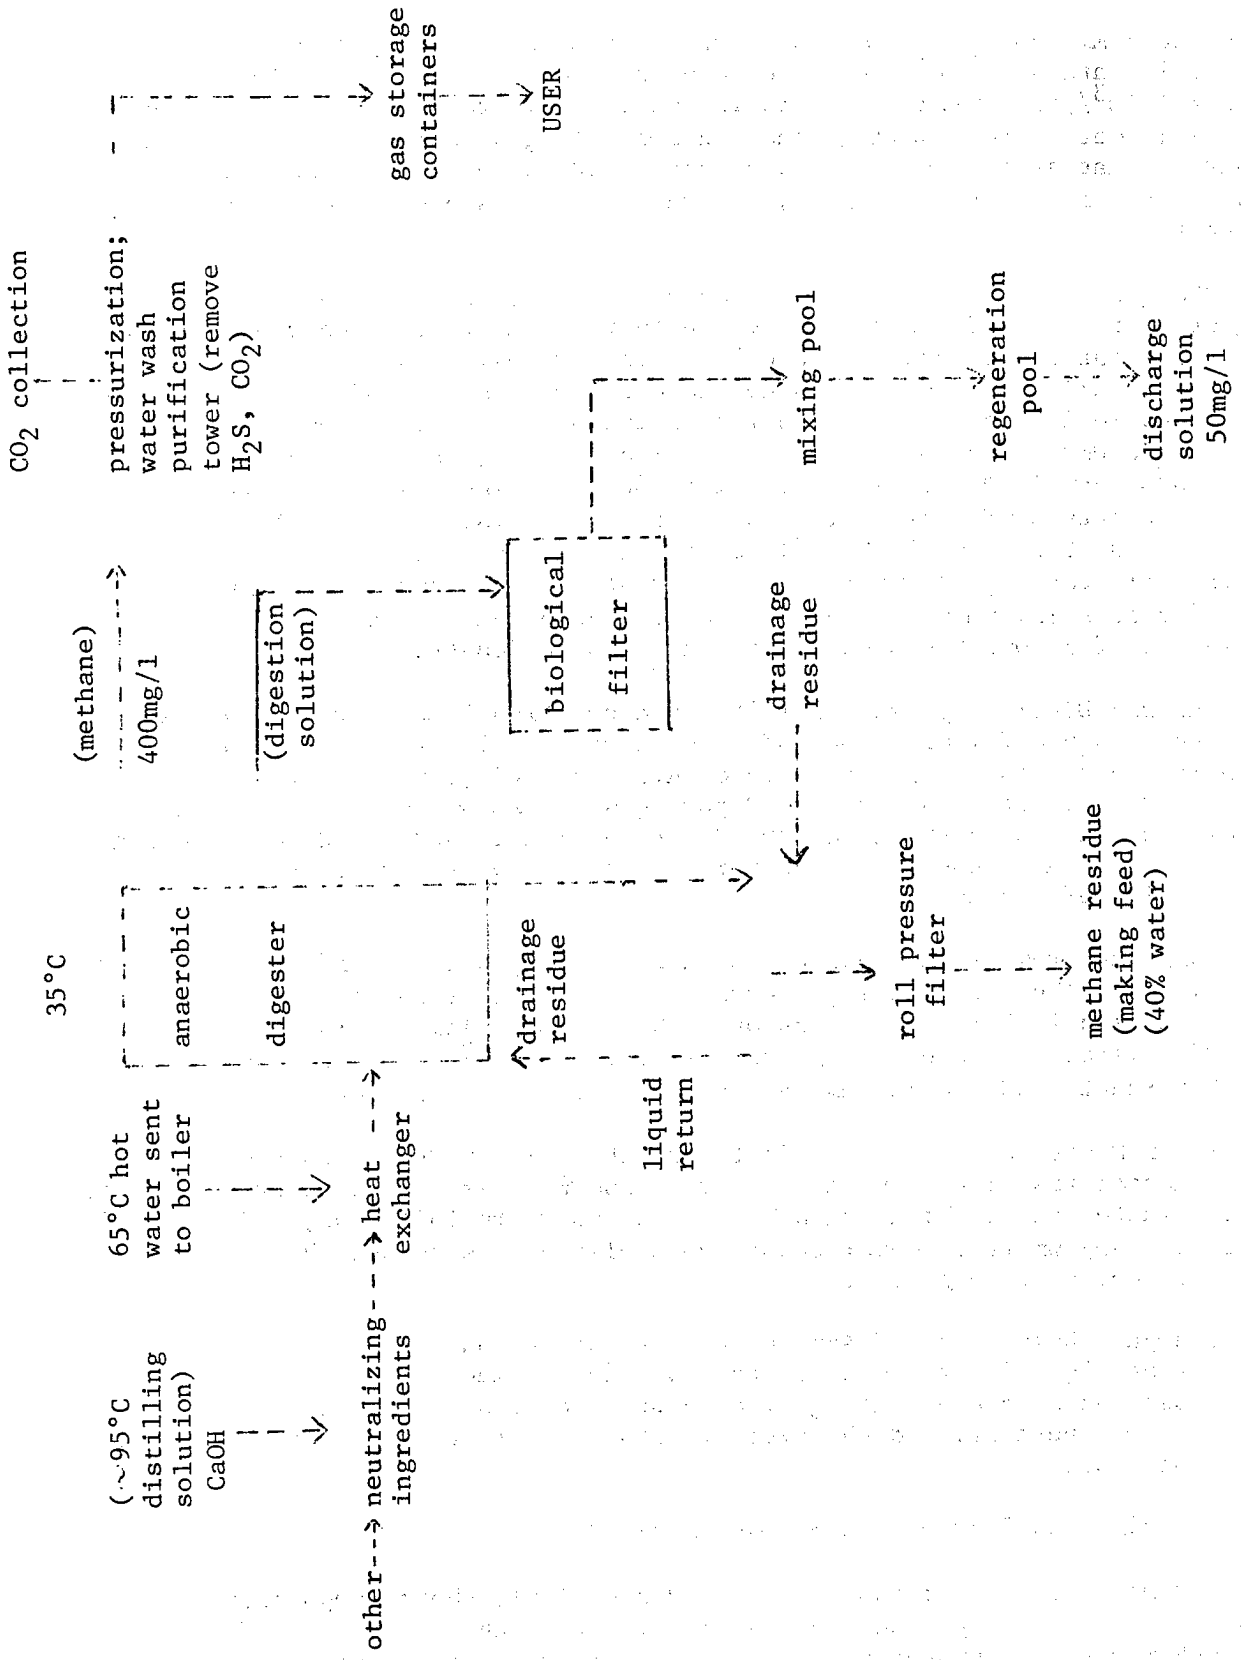 (~95°C
distilling
solution)
CaOH
other-->neutralizing---->heat --->
ingredients
exchanger
65°C hot
water sent
to boiler
35°C
anaerobic
digester
drainage
residue
liquid
return
roll pressure
filter
methane residue
(making feed)
(40% water)
(methane)
400mg/l
(digestion
solution)
biological
filter
drainage
residue
CO2 collection
pressurization;
water wash
purification
tower (remove
H2S, CO2)
mixing pool
regeneration
pool
discharge
solution
50mg/l
gas storage
containers
USER